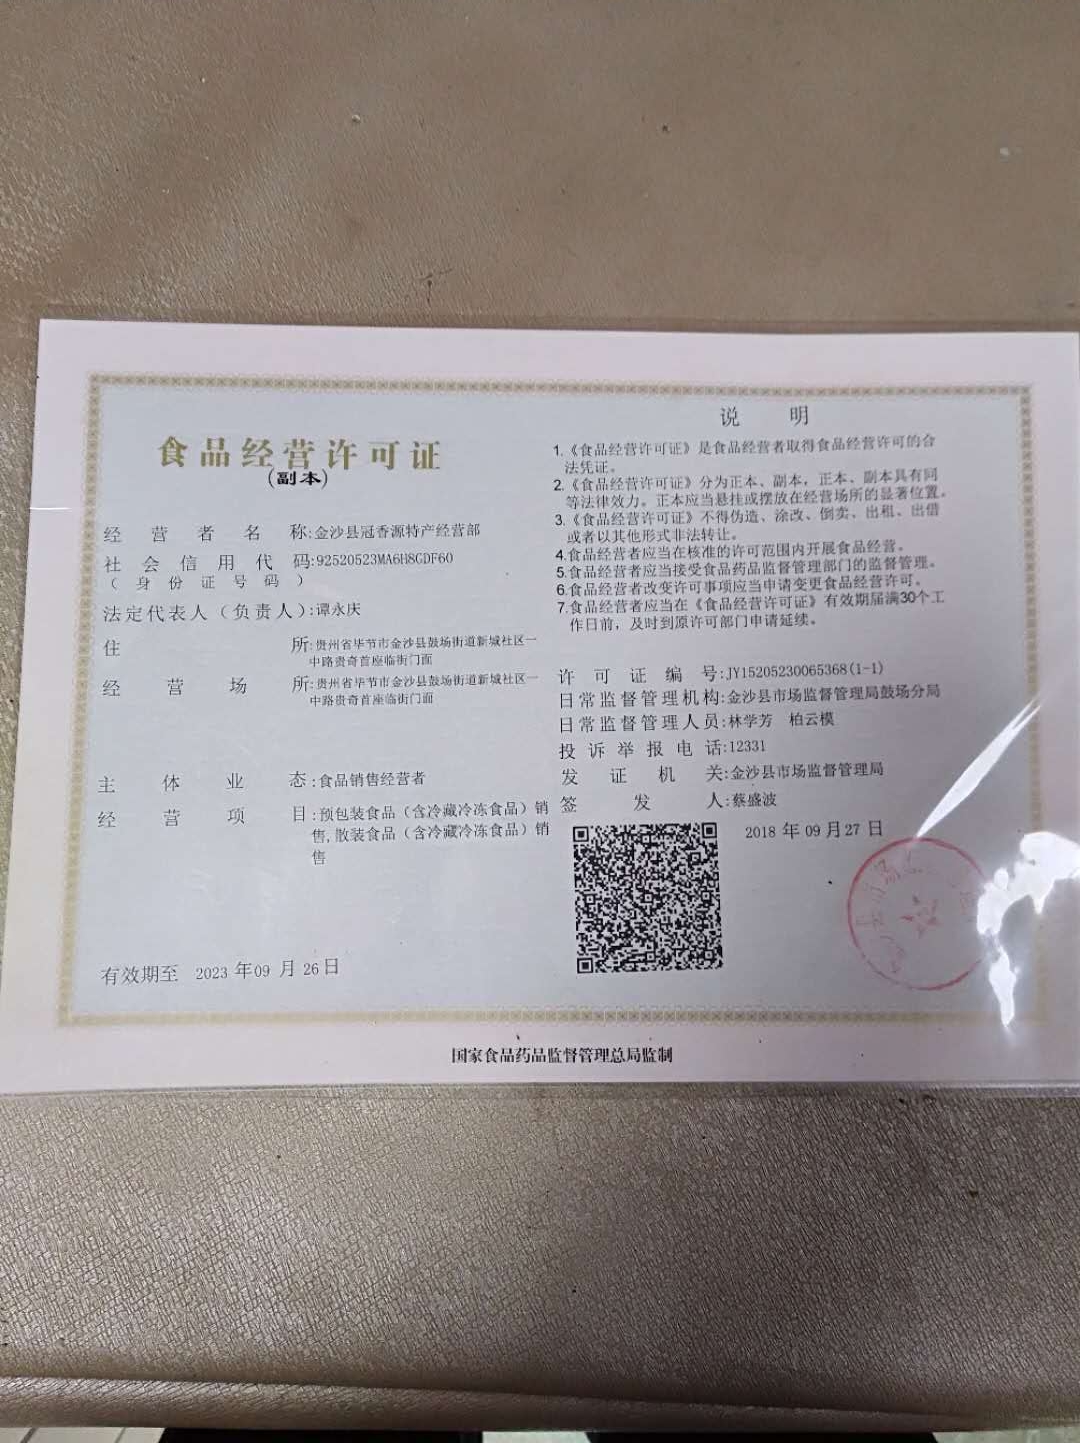 食品经营许可证
(副本)
经营者名称:金沙县冠香源特产经营部
社会信用代码:92520523MA6H8GDF60
(身份证号码)
法定代表人(负责人):谭永庆
住所:贵州省毕节市金沙县鼓场街道新城社区一
中路贵奇首座临街门面
经营场所:贵州省毕节市金沙县鼓场街道新城社区一
中路贵奇首座临街门面
主体业态:食品销售经营者
经营项目:预包装食品(含冷藏冷冻食品)销
售,散装食品(含冷藏冷冻食品)销
售
有效期至 2023年09月26日
说明
1.《食品经营许可证》是食品经营者取得食品经营许可的合
法凭证。
2.《食品经营许可证》分为正本、副本,正本、副本具有同
等法律效力。正本应当悬挂或摆放在经营场所的显著位置。
3.《食品经营许可证》不得伪造、涂改、倒卖、出租、出借
或者以其他形式非法转让。
4.食品经营者应当在核准的许可范围内开展食品经营。
5.食品经营者应当接受食品药品监督管理部门的监督管理。
6.食品经营者改变许可事项应当申请变更食品经营许可。
7.食品经营者应当在《食品经营许可证》有效期届满30个工
作日前,及时到原许可部门申请延续。
许可证编号:JY15205230065368(1-1)
日常监督管理机构:金沙县市场监督管理局鼓场分局
日常监督管理人员:林学芳 柏云模
投诉举报电话:12331
发证机关:金沙县市场监督管理局
签发人:蔡盛波
2018年09月27日
国家食品药品监督管理总局监制